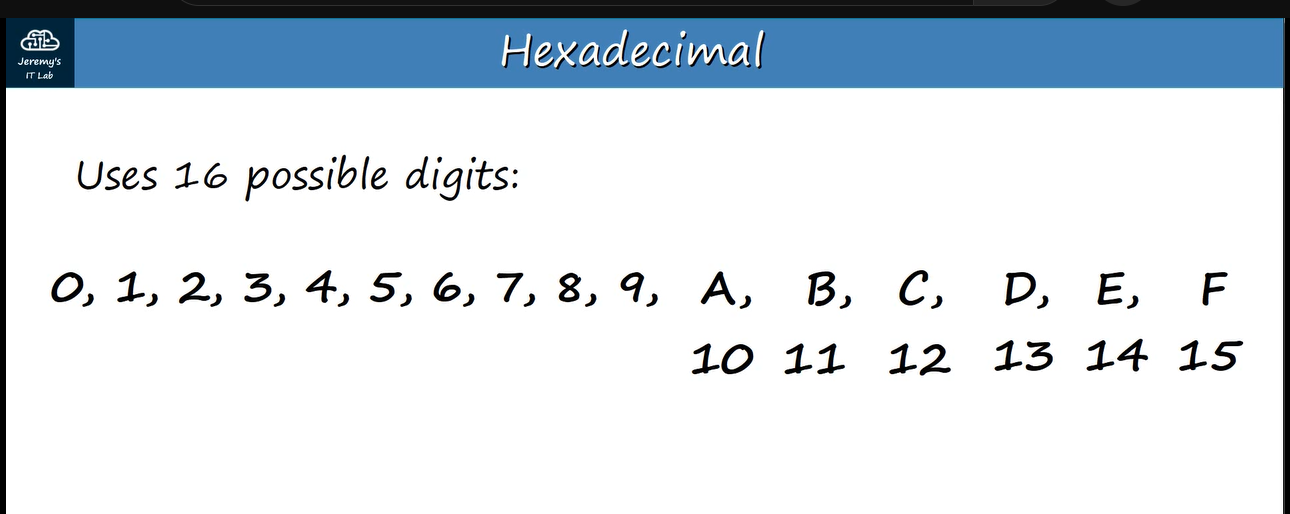 Jeremy's
IT Lab
Hexadecimal
Uses 16 possible digits:
0, 1, 2, 3, 4, 5, 6, 7, 8, 9, A, B, C, D, E, F
10 11 12 13 14 15